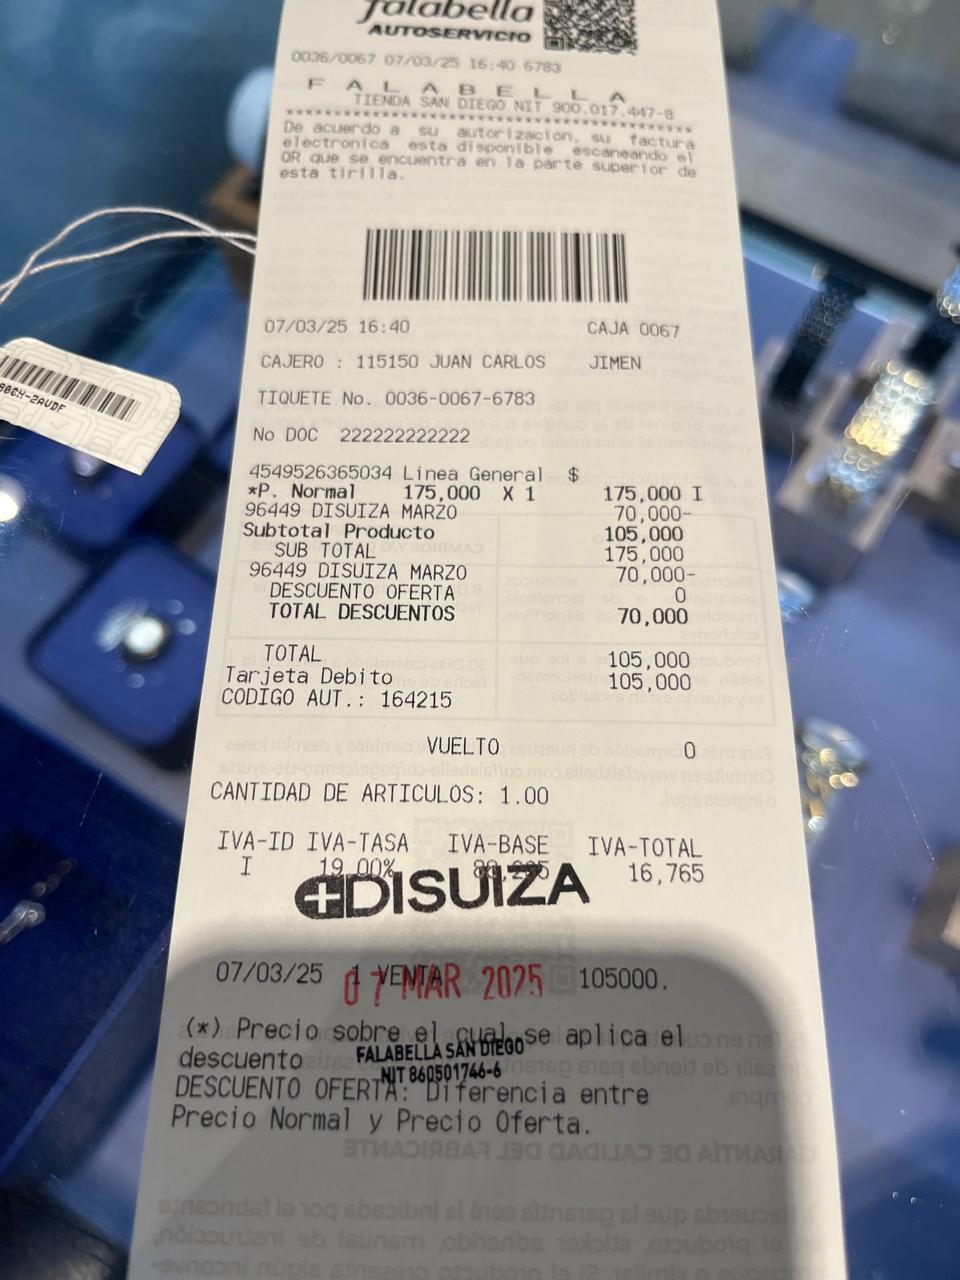 falabella
AUTOSERVICIO
0036/0067 07/03/25 16:40 6783
F A L A B E L L A
TIENDA SAN DIEGO NIT 900.017.447-8
******************************************
De acuerdo a su autorizacion, su factura
electronica esta disponible escaneando el
QR que se encuentra en la parte superior de
esta tirilla.
07/03/25 16:40 CAJA 0067
CAJERO : 115150 JUAN CARLOS JIMEN
TIQUETE No. 0036-0067-6783
No DOC 222222222222
4549526365034 Linea General $
*P. Normal 175,000 X 1 175,000 I
96449 DISUIZA MARZO 70,000-
Subtotal Producto 105,000
SUB TOTAL 175,000
96449 DISUIZA MARZO 70,000-
DESCUENTO OFERTA 0
TOTAL DESCUENTOS 70,000
TOTAL 105,000
Tarjeta Debito 105,000
CODIGO AUT.: 164215
VUELTO 0
CANTIDAD DE ARTICULOS: 1.00
IVA-ID IVA-TASA IVA-BASE IVA-TOTAL
I 19.00% 16,765
DISUIZA
07/03/25 1 VENTA 105000.
07 MAR 2025
(*) Precio sobre el cual se aplica el
descuento
FALABELLA SAN DIEGO
NIT 860501746-6
DESCUENTO OFERTA: Diferencia entre
Precio Normal y Precio Oferta.